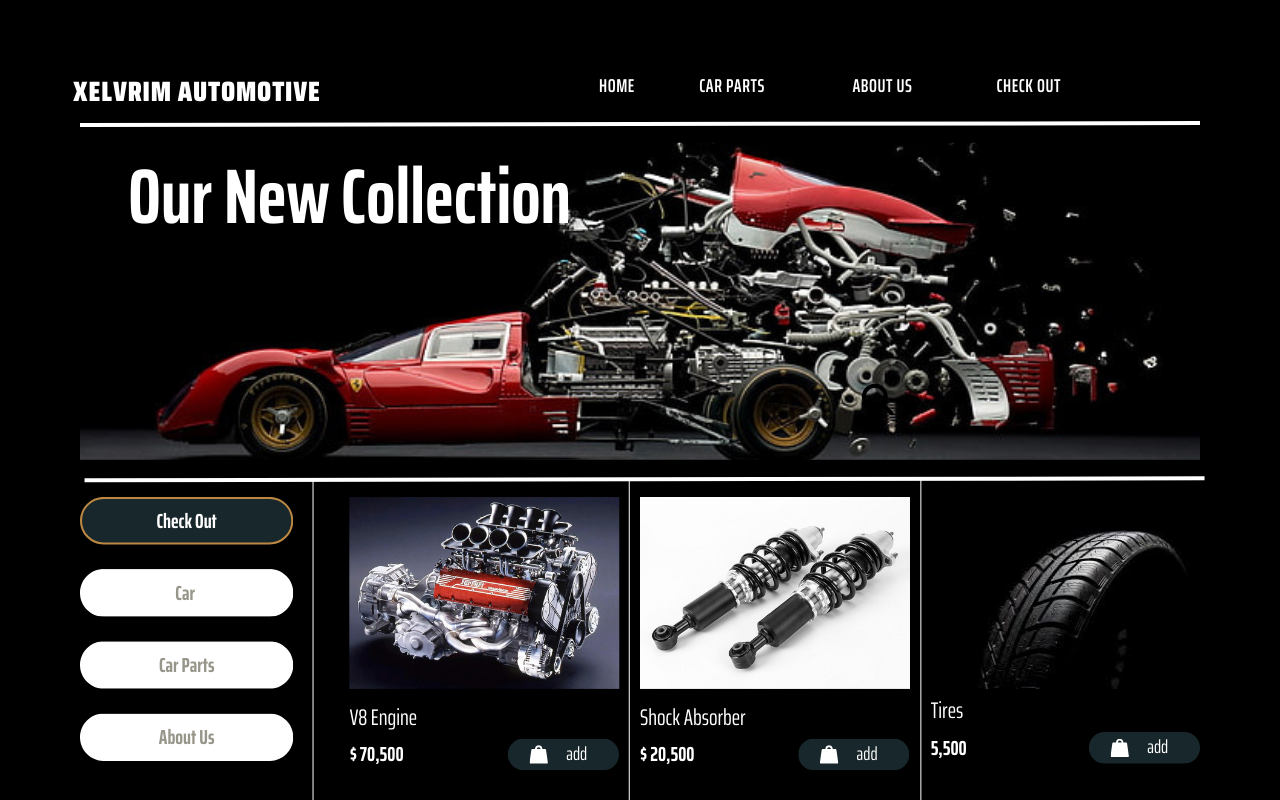 XELVRIM AUTOMOTIVE
HOME
CAR PARTS
ABOUT US
CHECK OUT
Our New Collection
Check Out
Car
Car Parts
About Us
V8 Engine
$ 70,500
add
Shock Absorber
$ 20,500
add
Tires
5,500
add